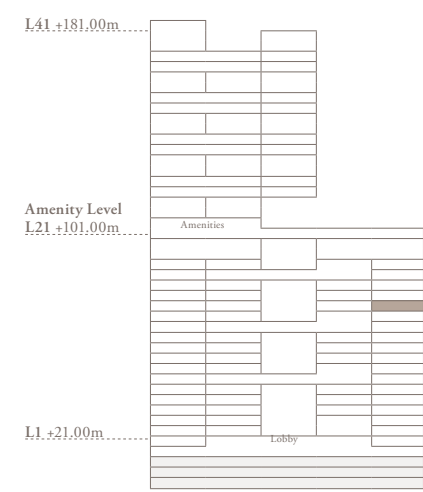 L41 +181.00m
Amenity Level
L21 +101.00m
Amenities
L1 +21.00m
Lobby